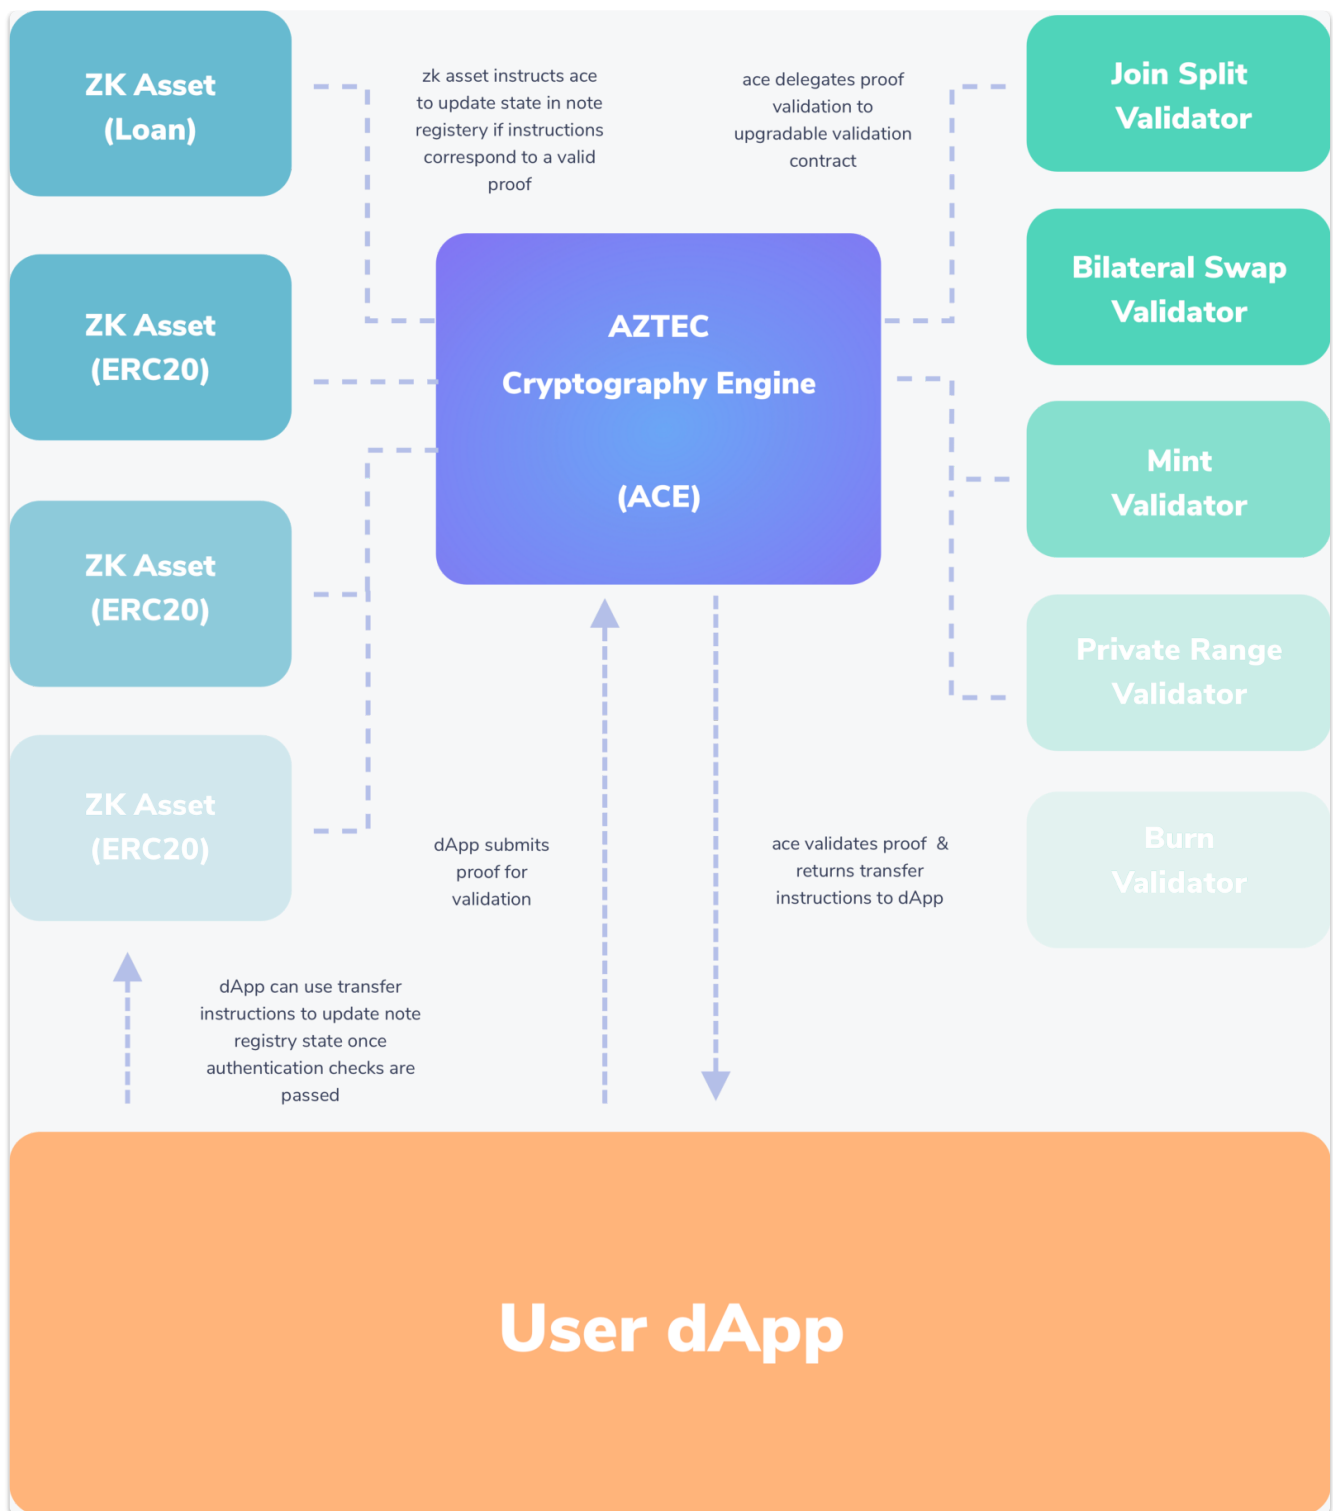 ZK Asset
(Loan)
zk asset instructs ace
to update state in note
registery if instructions
correspond to a valid
proof
ace delegates proof
validation to
upgradable validation
contract
Join Split
Validator
ZK Asset
(ERC20)
AZTEC
Cryptography Engine
(ACE)
Bilateral Swap
Validator
Mint
Validator
ZK Asset
(ERC20)
Private Range
Validator
ZK Asset
(ERC20)
dApp submits
proof for
validation
ace validates proof  &
returns transfer
instructions to dApp
Burn
Validator
dApp can use transfer
instructions to update note
registry state once
authentication checks are
passed
User dApp